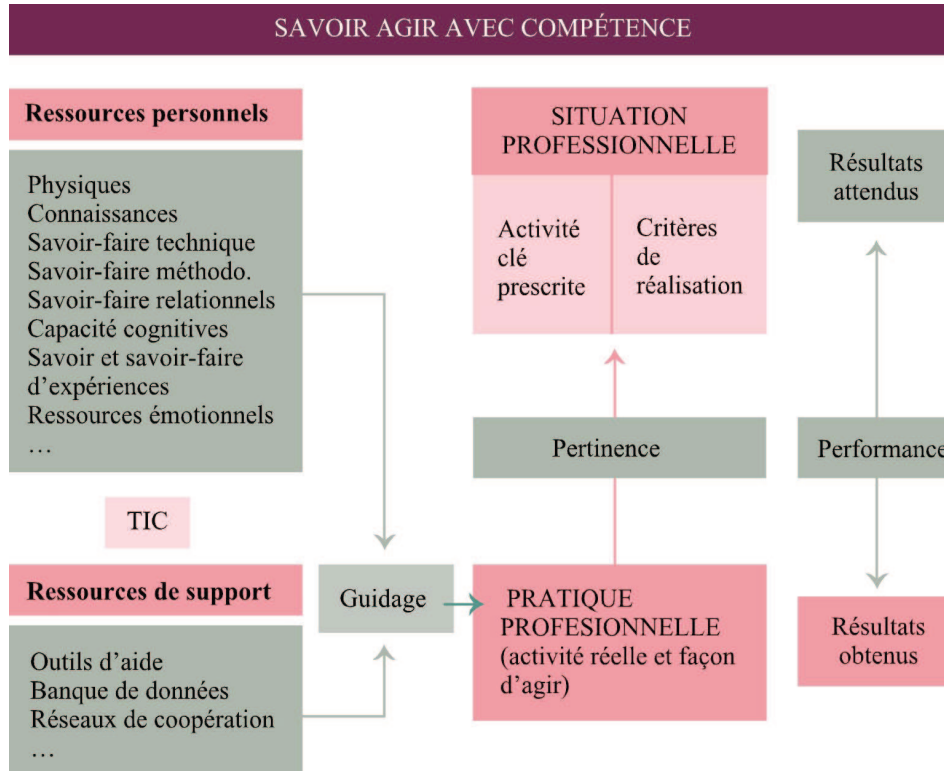 SAVOIR AGIR AVEC COMPÉTENCE
Ressources personnels
Physiques
Connaissances
Savoir-faire technique
Savoir-faire méthodo.
Savoir-faire relationnels
Capacité cognitives
Savoir et savoir-faire
d’expériences
Ressources émotionnels
…
TIC
Ressources de support
Outils d’aide
Banque de données
Réseaux de coopération
…
Guidage
SITUATION
PROFESSIONNELLE
Activité
clé
prescrite
Critères
de
réalisation
Pertinence
PRATIQUE
PROFESIONNELLE
(activité réelle et façon
d’agir)
Résultats
attendus
Performance
Résultats
obtenus